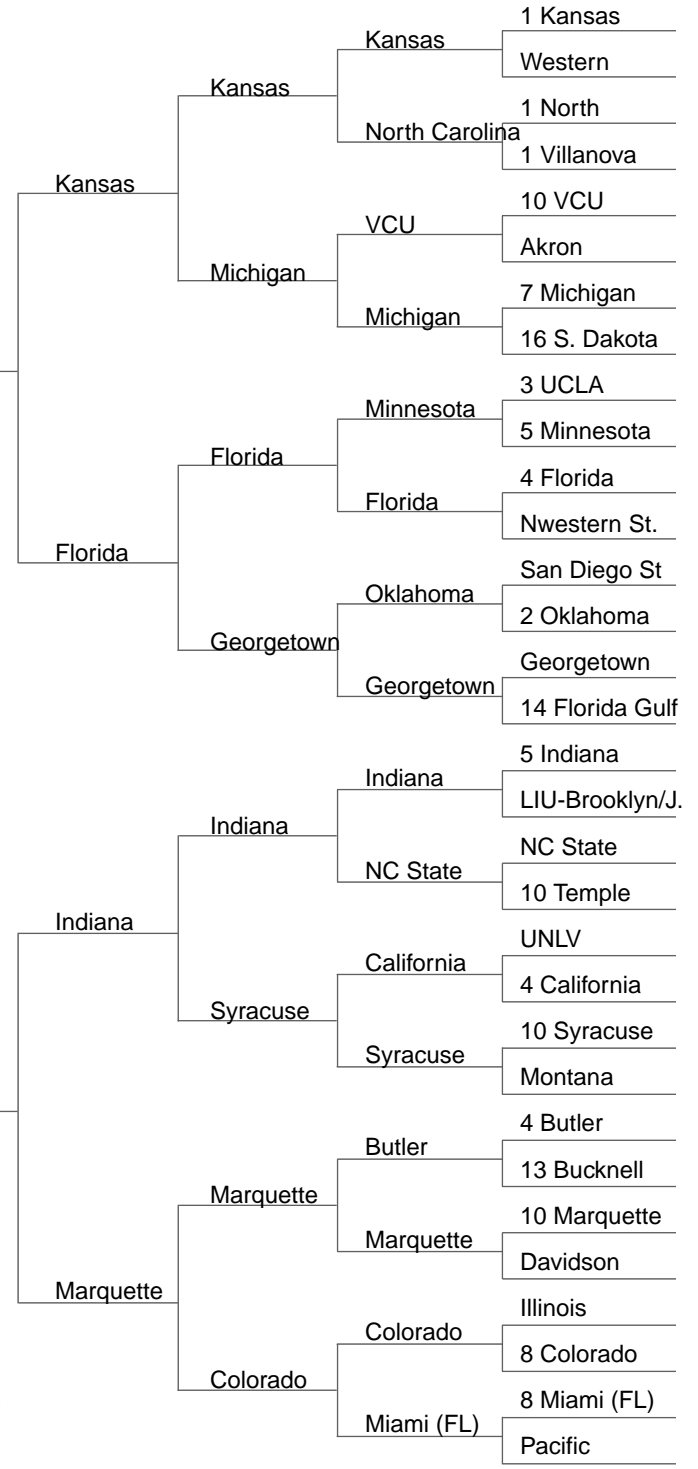 1 Kansas
Kansas
Western
Kansas
1 North
North Carolina
1 Villanova
Kansas
10 VCU
VCU
Akron
Michigan
7 Michigan
Michigan
16 S. Dakota
3 UCLA
Minnesota
5 Minnesota
Florida
4 Florida
Florida
Nwestern St.
Florida
San Diego St
Oklahoma
2 Oklahoma
Georgetown
Georgetown
Georgetown
14 Florida Gulf
5 Indiana
Indiana
LIU-Brooklyn/J.
Indiana
NC State
NC State
10 Temple
Indiana
UNLV
California
4 California
Syracuse
10 Syracuse
Syracuse
Montana
4 Butler
Butler
13 Bucknell
Marquette
10 Marquette
Marquette
Davidson
Marquette
Illinois
Colorado
8 Colorado
Colorado
8 Miami (FL)
Miami (FL)
Pacific